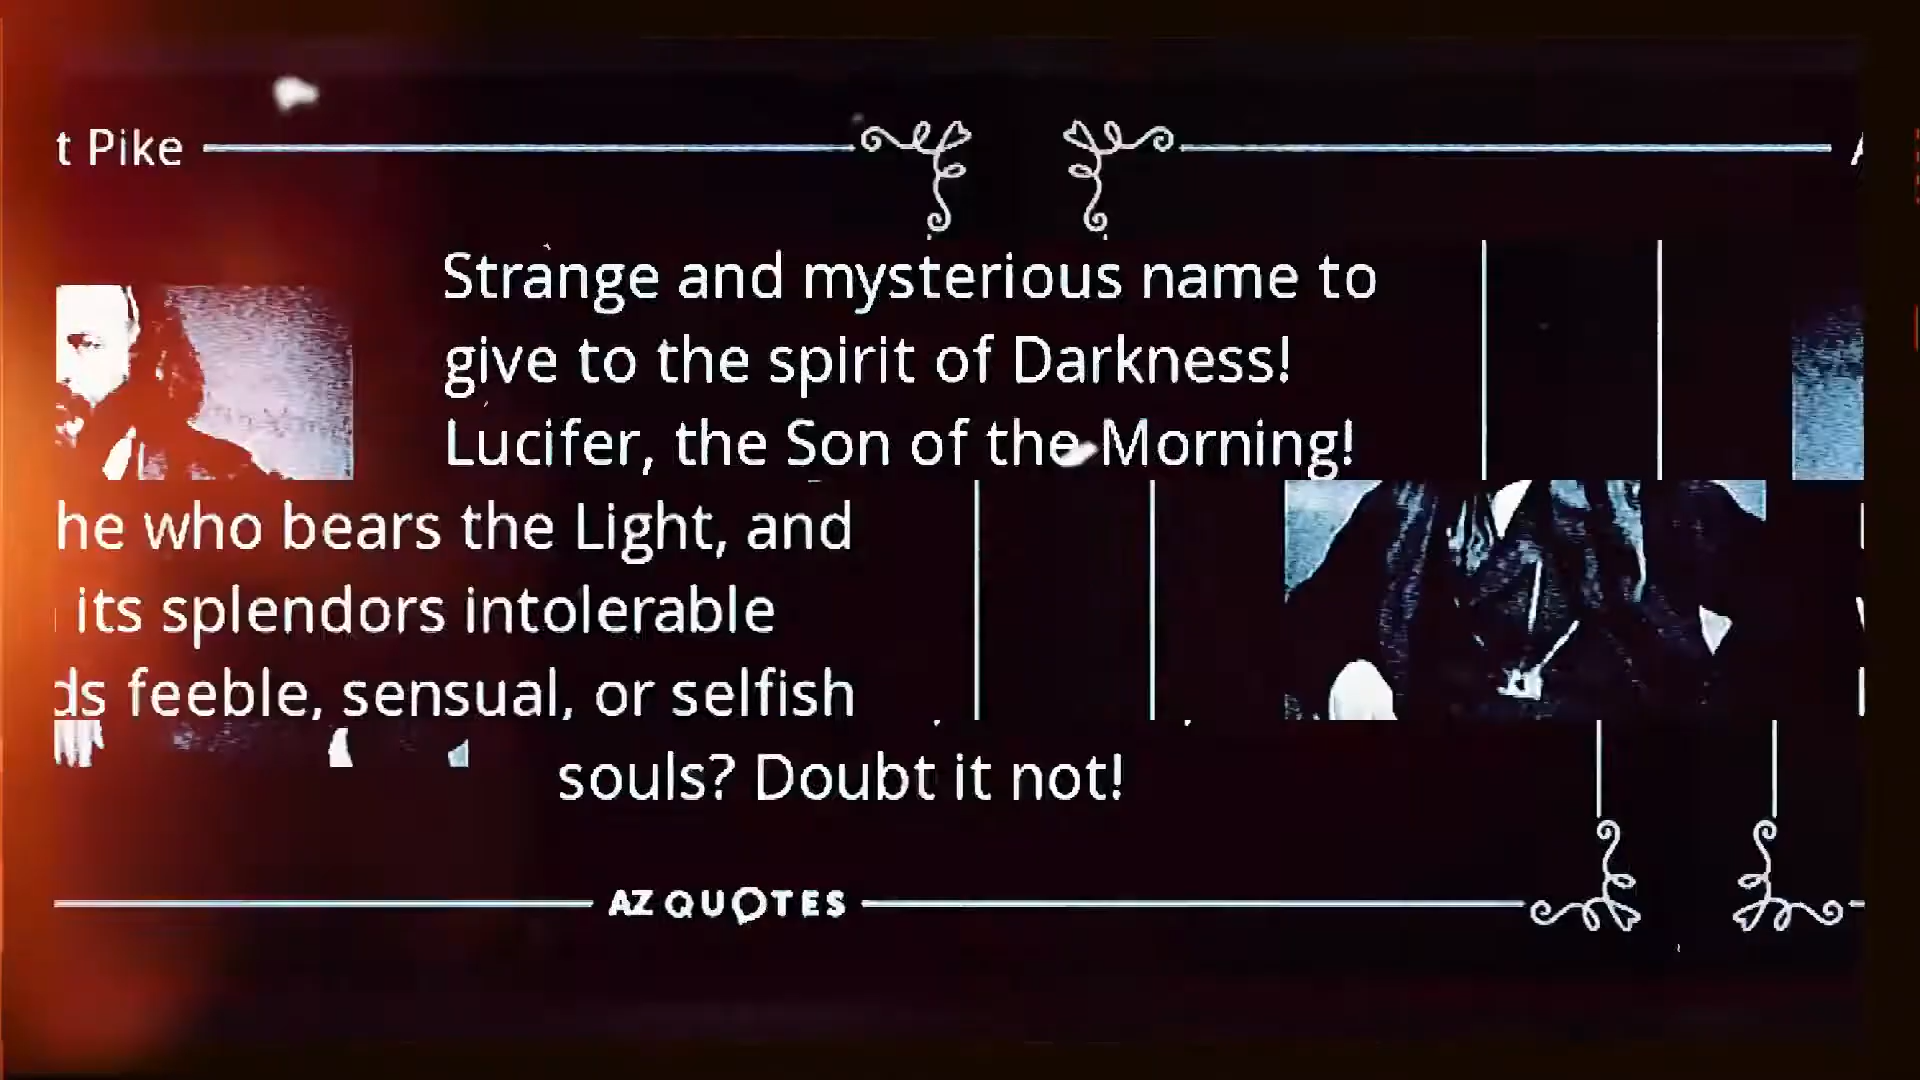 t Pike
Strange and mysterious name to
give to the spirit of Darkness!
Lucifer, the Son of the Morning!
he who bears the Light, and
its splendors intolerable
ds feeble, sensual, or selfish
souls? Doubt it not!
AZ QUOTES